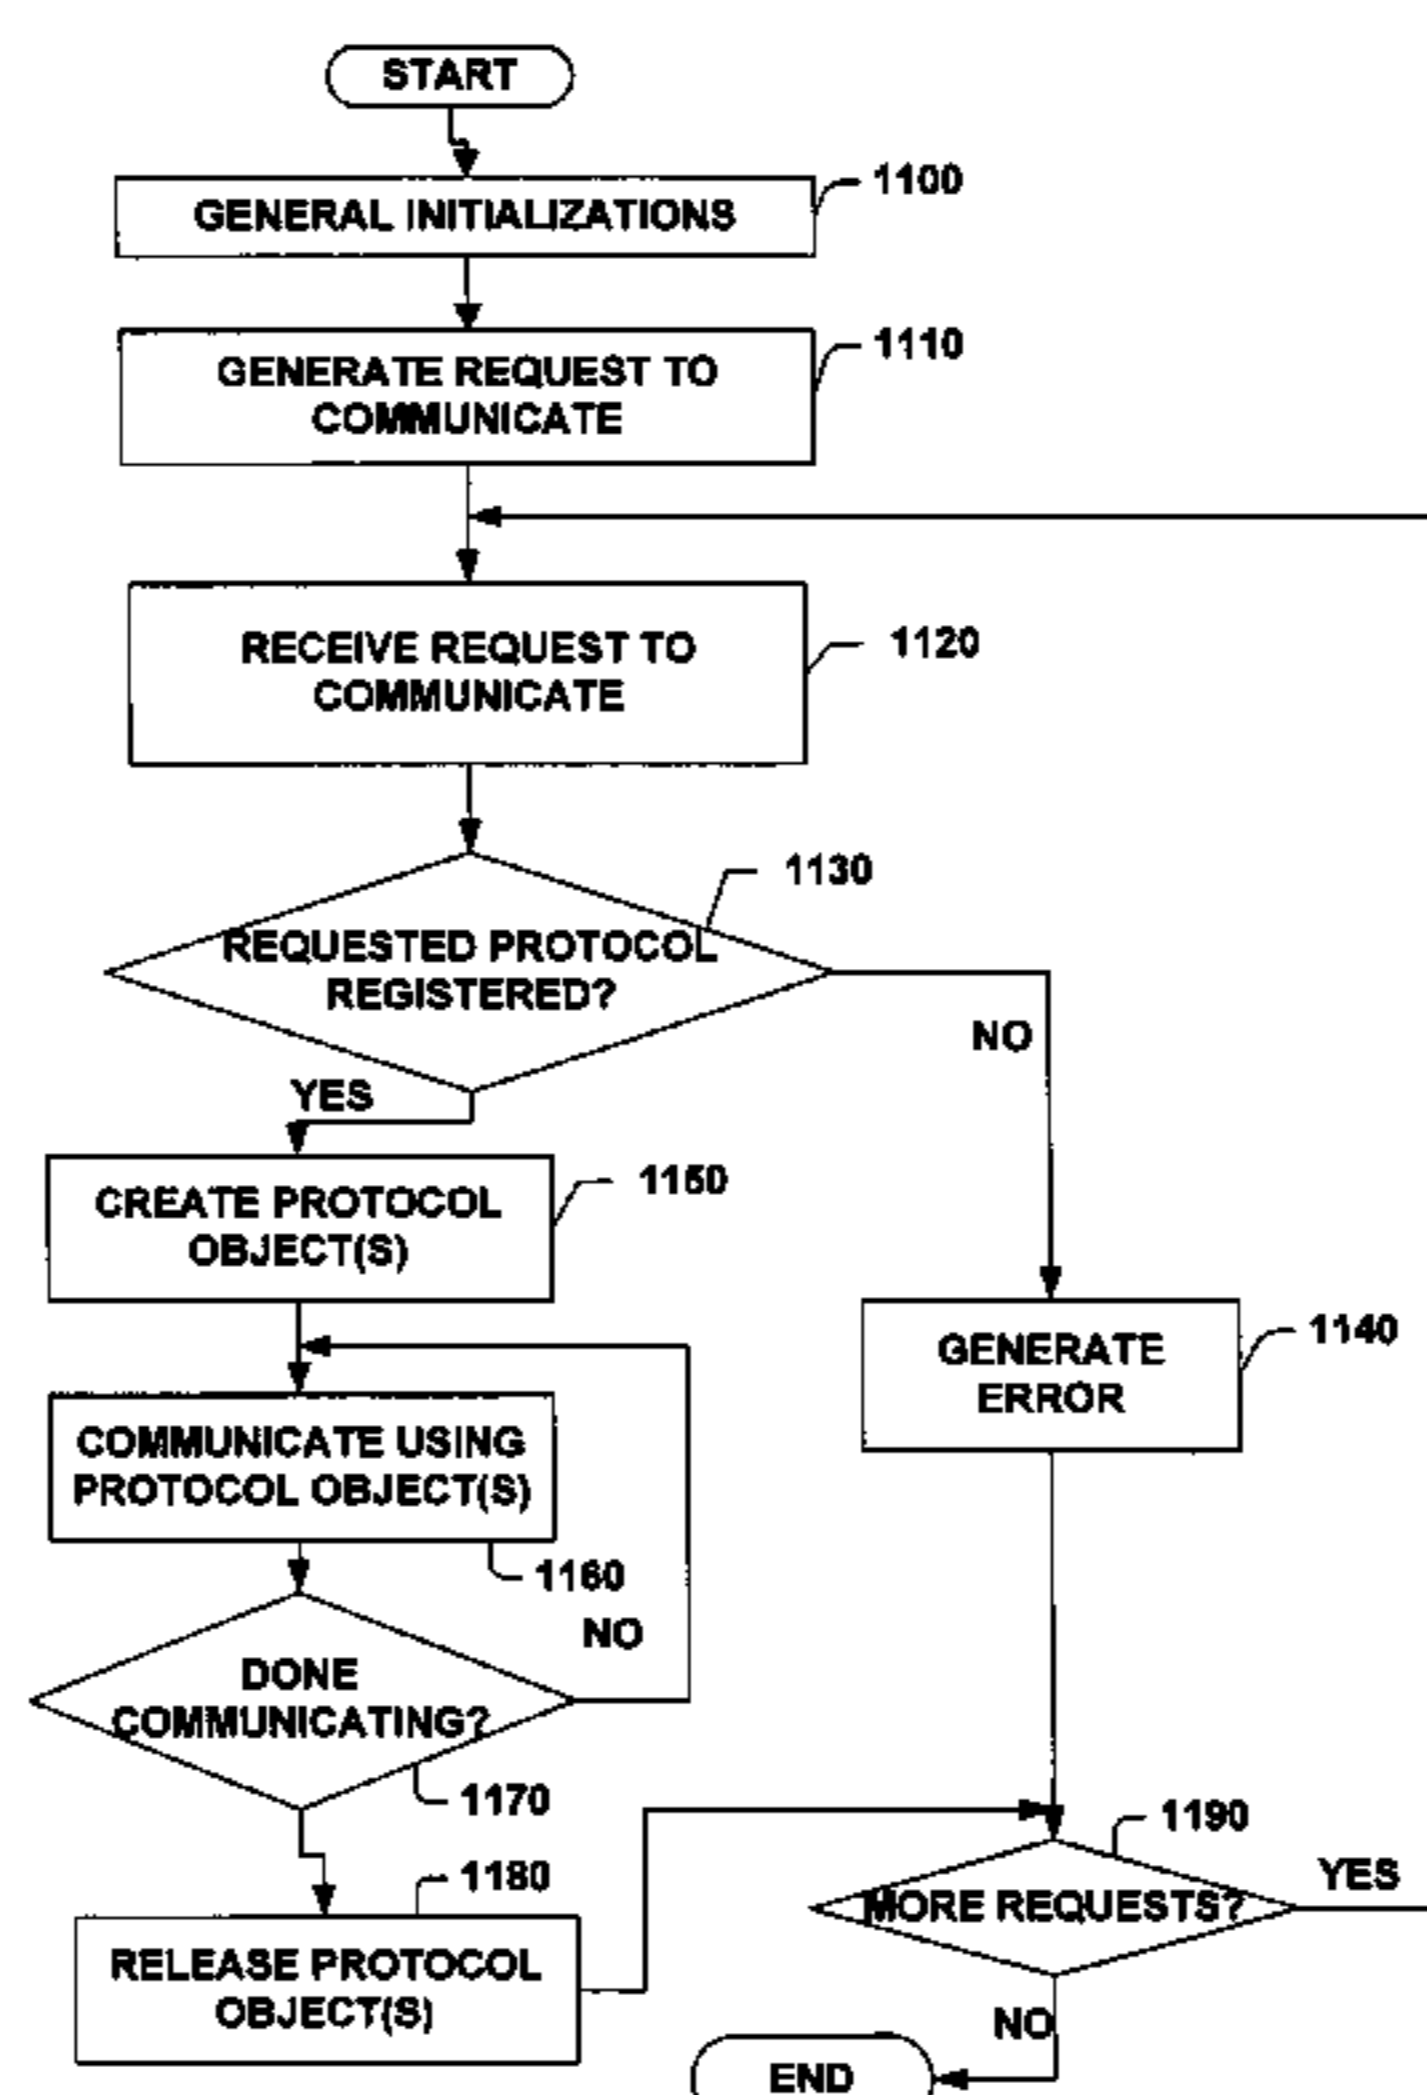 START
GENERAL INITIALIZATIONS
1100
GENERATE REQUEST TO
COMMUNICATE
1110
RECEIVE REQUEST TO
COMMUNICATE
1120
REQUESTED PROTOCOL
REGISTERED?
1130
NO
YES
CREATE PROTOCOL
OBJECT(S)
1150
GENERATE
ERROR
1140
COMMUNICATE USING
PROTOCOL OBJECT(S)
1160
NO
DONE
COMMUNICATING?
1170
1180
RELEASE PROTOCOL
OBJECT(S)
1190
MORE REQUESTS?
YES
NO
END